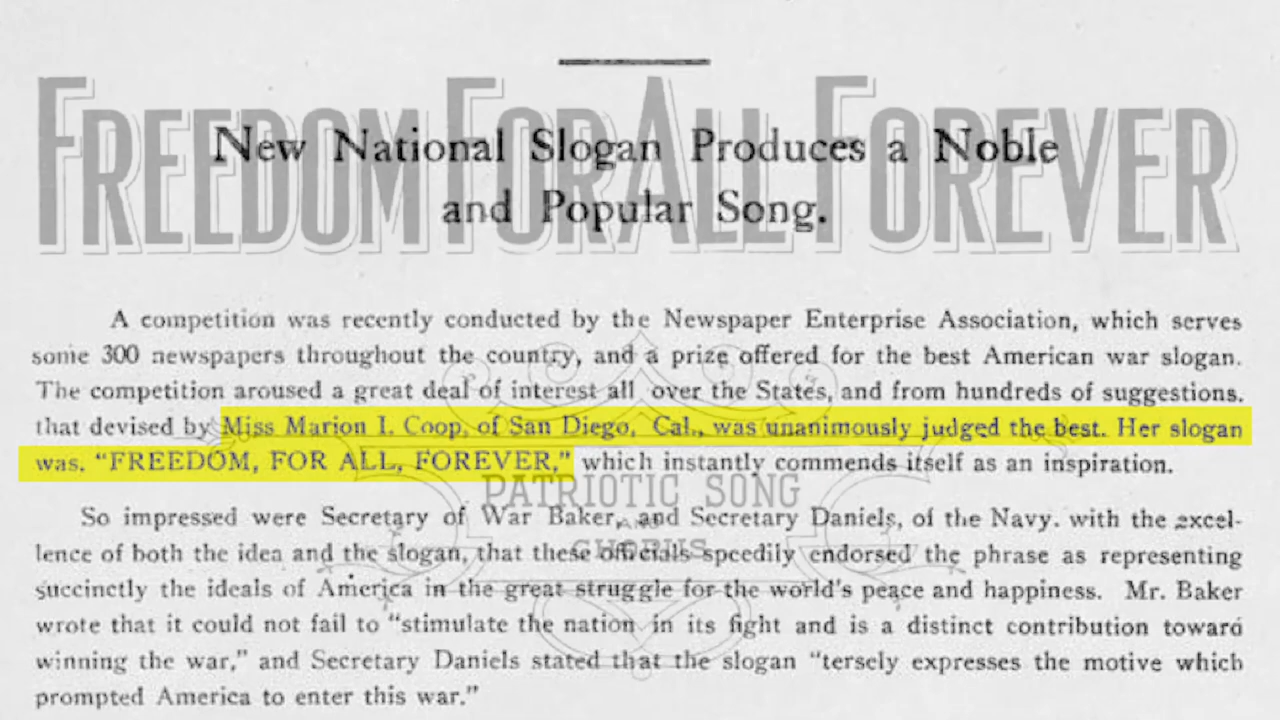 FREEDOM FOR ALL FOREVER
New National Slogan Produces a Noble
and Popular Song.
A competition was recently conducted by the Newspaper Enterprise Association, which serves
some 300 newspapers throughout the country, and a prize offered for the best American war slogan.
The competition aroused a great deal of interest all over the States, and from hundreds of suggestions.
that devised by Miss Marion I. Coop, of San Diego, Cal., was unanimously judged the best. Her slogan
was. “FREEDOM, FOR ALL, FOREVER,” which instantly commends itself as an inspiration.
PATRIOTIC SONG
So impressed were Secretary of War Baker, and Secretary Daniels, of the Navy. with the excel-
AND
lence of both the idea and the slogan, that these officials speedily endorsed the phrase as representing
CHORUS
succinctly the ideals of America in the great struggle for the world's peace and happiness. Mr. Baker
wrote that it could not fail to “stimulate the nation in its fight and is a distinct contribution toward
winning the war,” and Secretary Daniels stated that the slogan “tersely expresses the motive which
prompted America to enter this war.”